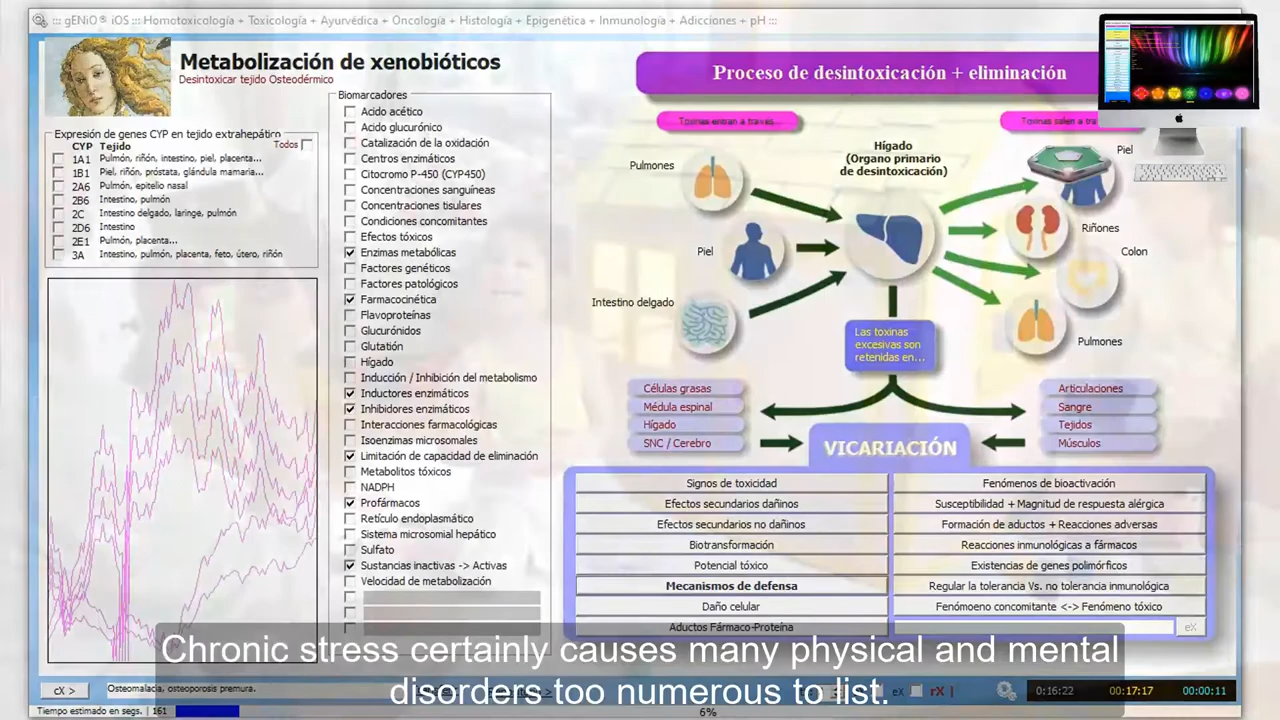 ::: gENiO® iOS ::: Homotoxicología + Toxicología + Ayurvédica + Oncología + Histología + Epigenética + Inmunología + Adicciones + pH :::
Metabolización de xenobióticos
Desintoxicar tejido Osteodérmico
Expresión de genes CYP en tejido extrahepático
Todos
CYP Tejido
1A1 Pulmón, riñón, intestino, piel, placenta...
1B1 Piel, riñón, próstata, glándula mamaria...
2A6 Pulmón, epitelio nasal
2B6 Intestino, pulmón
2C Intestino delgado, laringe, pulmón
2D6 Intestino
2E1 Pulmón, placenta...
3A Intestino, pulmón, placenta, feto, útero, riñón
Biomarcadores
Acido acético
Acido glucurónico
Catalización de la oxidación
Centros enzimáticos
Citocromo P-450 (CYP450)
Concentraciones sanguíneas
Concentraciones tisulares
Condiciones concomitantes
Efectos tóxicos
Enzimas metabólicas
Factores genéticos
Factores patológicos
Farmacocinética
Flavoproteínas
Glucurónidos
Glutatión
Hígado
Inducción / Inhibición del metabolismo
Inductores enzimáticos
Inhibidores enzimáticos
Interacciones farmacológicas
Isoenzimas microsomales
Limitación de capacidad de eliminación
Metabolitos tóxicos
NADPH
Profármacos
Retículo endoplasmático
Sistema microsomal hepático
Sulfato
Sustancias inactivas -> Activas
Velocidad de metabolización
Proceso de desintoxicación + eliminación
Toxinas entran a través...
Toxinas salen a tra
Pulmones
Piel
Intestino delgado
Hígado
(Organo primario
de desintoxicación)
Piel
Riñones
Colon
Pulmones
Las toxinas
excesivas son
retenidas en...
Células grasas
Médula espinal
Hígado
SNC / Cerebro
Articulaciones
Sangre
Tejidos
Músculos
VICARIACIÓN
Signos de toxicidad
Efectos secundarios dañinos
Efectos secundarios no dañinos
Biotransformación
Potencial tóxico
Mecanismos de defensa
Daño celular
Aductos Fármaco-Proteína
Fenómenos de bioactivación
Susceptibilidad + Magnitud de respuesta alérgica
Formación de aductos + Reacciones adversas
Reacciones inmunológicas a fármacos
Existencias de genes polimórficos
Regular la tolerancia Vs. no tolerancia inmunológica
Fenómoeno concomitante <-> Fenómeno tóxico
eX
Chronic stress certainly causes many physical and mental
disorders too numerous to list.
cX > Osteomalacia, osteoporosis premura.
eX rX |
0:16:22 00:17:17 00:00:11
Tiempo estimado en segs. | 161
6%